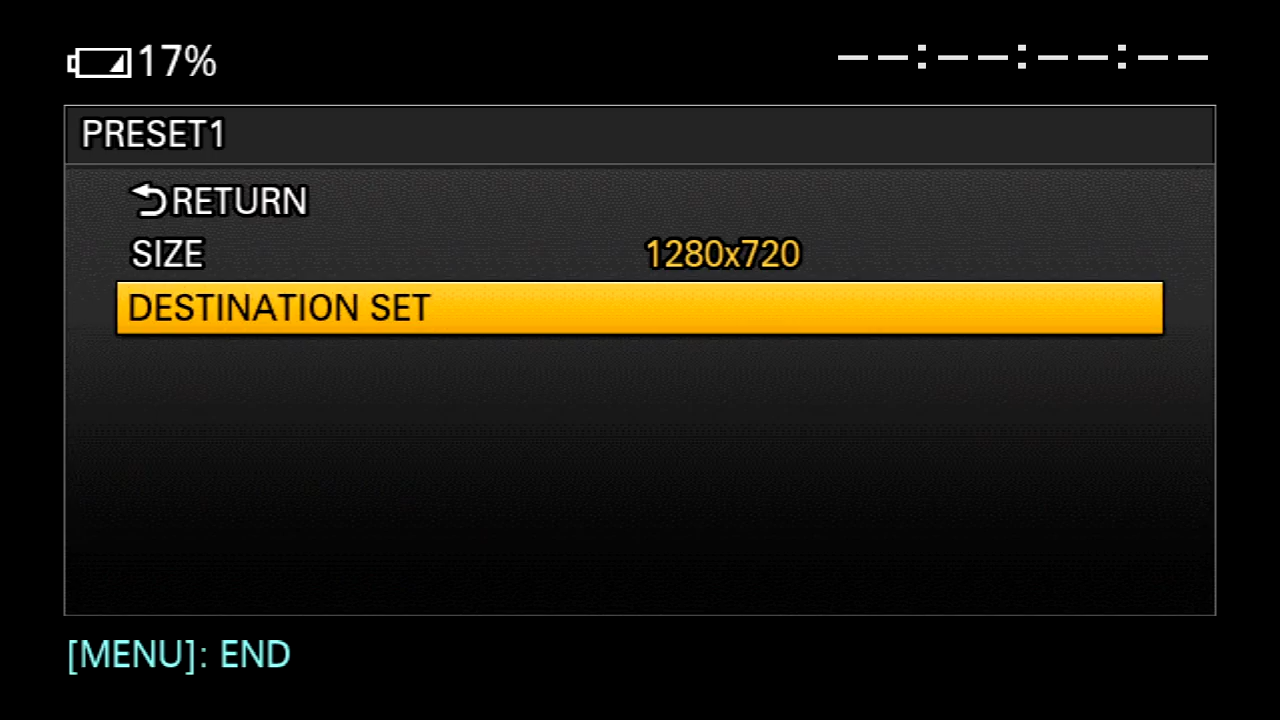 17%
--:--:--:--
PRESET1
RETURN
SIZE 1280x720
DESTINATION SET
[MENU]: END